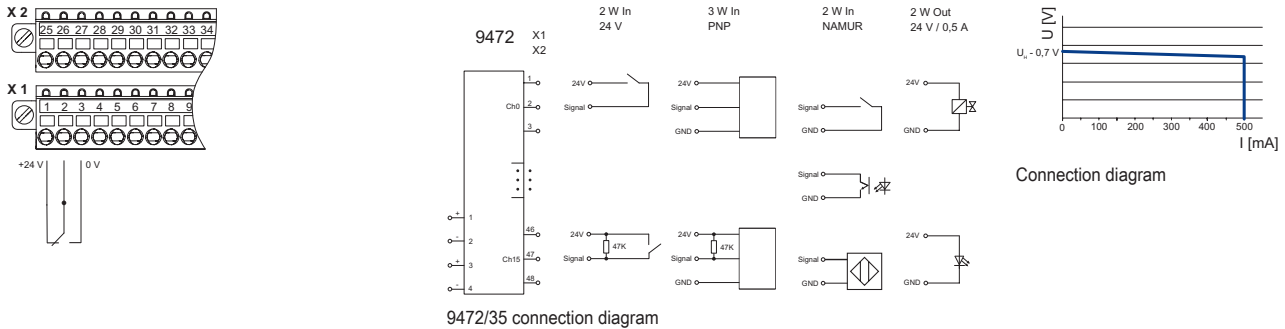 X 2
25 26 27 28 29 30 31 32 33 34
X 1
1 2 3 4 5 6 7 8 9
+24 V
0 V
9472
X1
X2
1
Ch0 2
3
+ 1
- 2
+ 3
- 4
46
Ch15 47
48
2 W In
24 V
3 W In
PNP
2 W In
NAMUR
2 W Out
24 V / 0,5 A
24V
Signal
24V
Signal
GND
Signal
GND
24V
GND
Signal
GND
24V
47K
Signal
24V
47K
Signal
GND
Signal
GND
24V
GND
9472/35 connection diagram
U [V]
UH - 0,7 V
0 100 200 300 400 500
I [mA]
Connection diagram